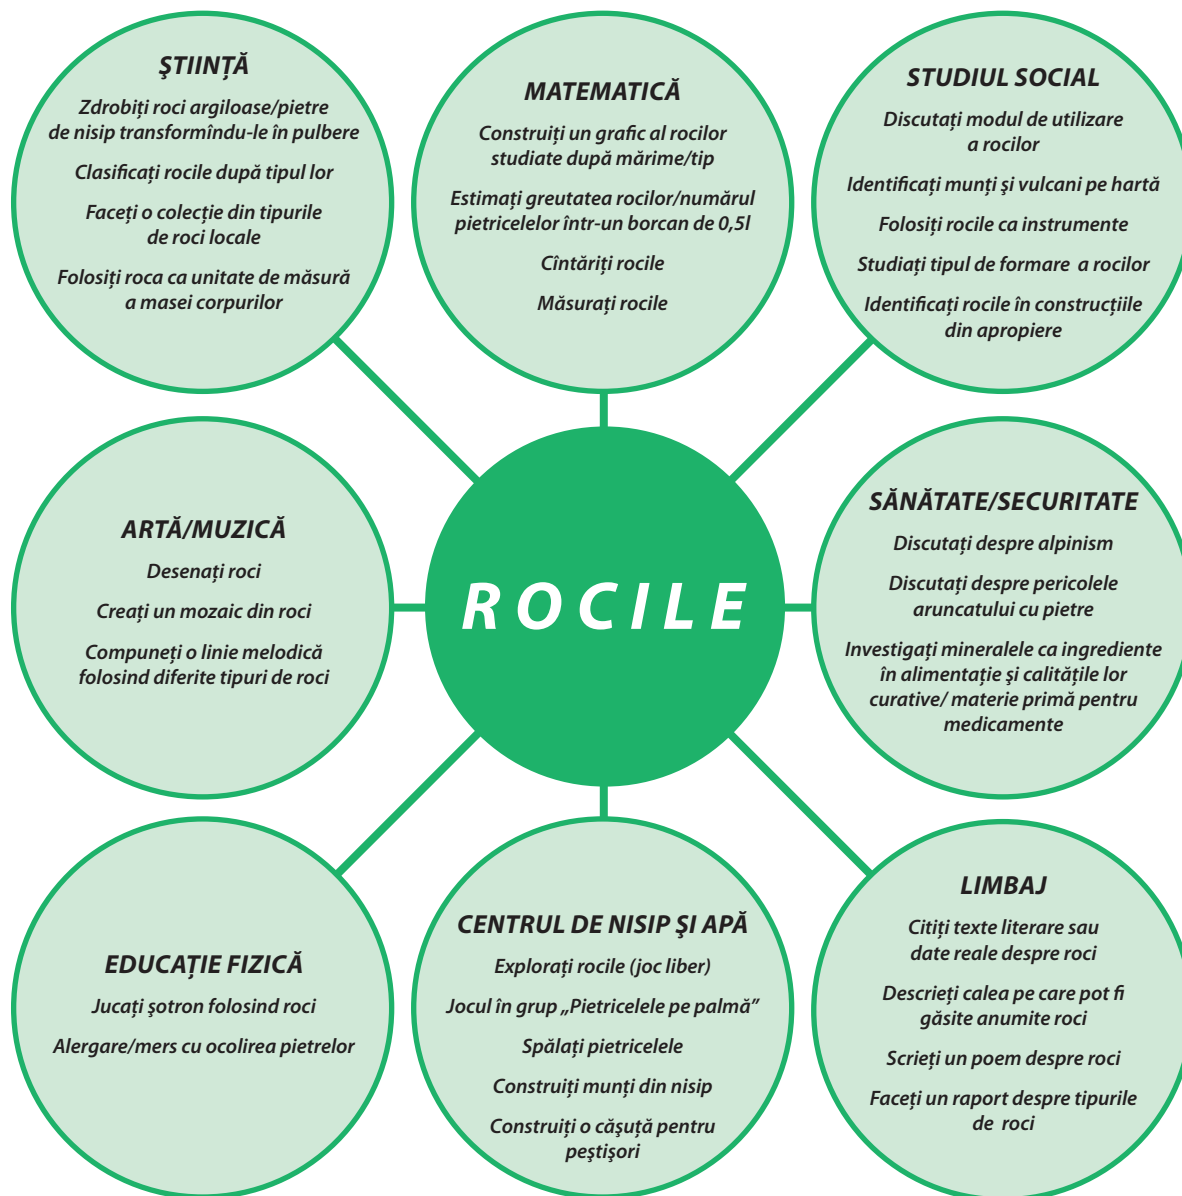 ŞTIINȚĂ
Zdrobiți roci argiloase/pietre
de nisip transformîndu-le în pulbere
Clasificați rocile după tipul lor
Faceți o colecție din tipurile
de roci locale
Folosiți roca ca unitate de măsură
a masei corpurilor
MATEMATICĂ
Construiți un grafic al rocilor
studiate după mărime/tip
Estimați greutatea rocilor/numărul
pietricelelor într-un borcan de 0,5l
Cîntăriți rocile
Măsurați rocile
STUDIUL SOCIAL
Discutați modul de utilizare
a rocilor
Identificați munți şi vulcani pe hartă
Folosiți rocile ca instrumente
Studiați tipul de formare a rocilor
Identificați rocile în construcțiile
din apropiere
ARTĂ/MUZICĂ
Desenați roci
Creați un mozaic din roci
Compuneți o linie melodică
folosind diferite tipuri de roci
ROCILE
SĂNĂTATE/SECURITATE
Discutați despre alpinism
Discutați despre pericolele
aruncatului cu pietre
Investigați mineralele ca ingrediente
în alimentație şi calitățile lor
curative/ materie primă pentru
medicamente
EDUCAȚIE FIZICĂ
Jucați şotron folosind roci
Alergare/mers cu ocolirea pietrelor
CENTRUL DE NISIP ŞI APĂ
Explorați rocile (joc liber)
Jocul în grup „Pietricelele pe palmă”
Spălați pietricelele
Construiți munți din nisip
Construiți o căşuță pentru
peştişori
LIMBAJ
Citiți texte literare sau
date reale despre roci
Descrieți calea pe care pot fi
găsite anumite roci
Scrieți un poem despre roci
Faceți un raport despre tipurile
de roci